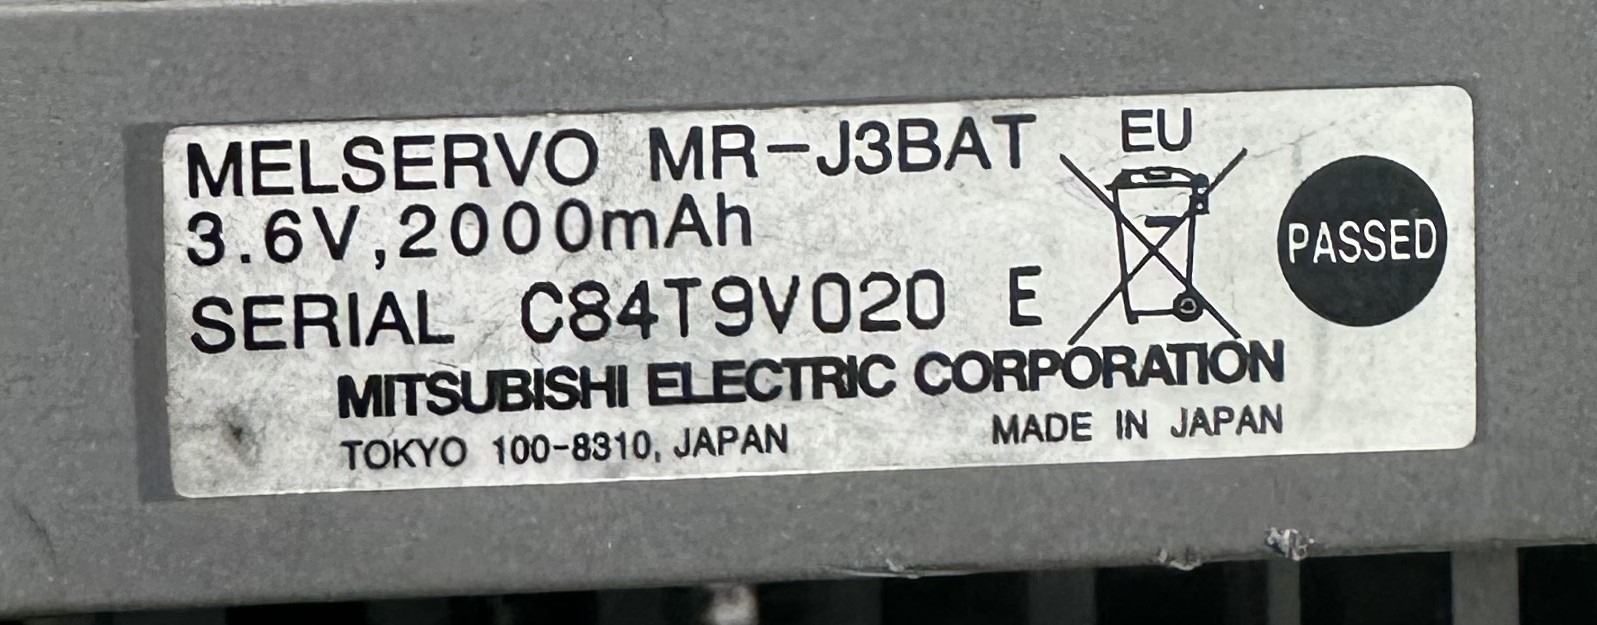 MELSERVO MR-J3BAT
3.6V,2000mAh
SERIAL C84T9V020 E
MITSUBISHI ELECTRIC CORPORATION
TOKYO 100-8310, JAPAN MADE IN JAPAN
EU
PASSED